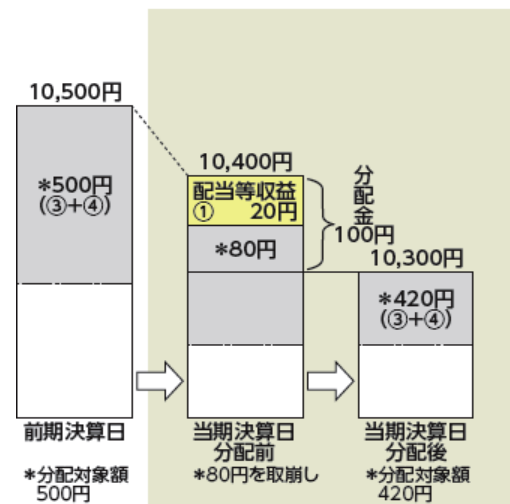 10,500円
*500円
(③+④)
前期決算日
*分配対象額
500円
10,400円
配当等収益
① 20円
*80円
分配金
100円
当期決算日
分配前
*80円を取崩し
10,300円
*420円
(③+④)
当期決算日
分配後
*分配対象額
420円